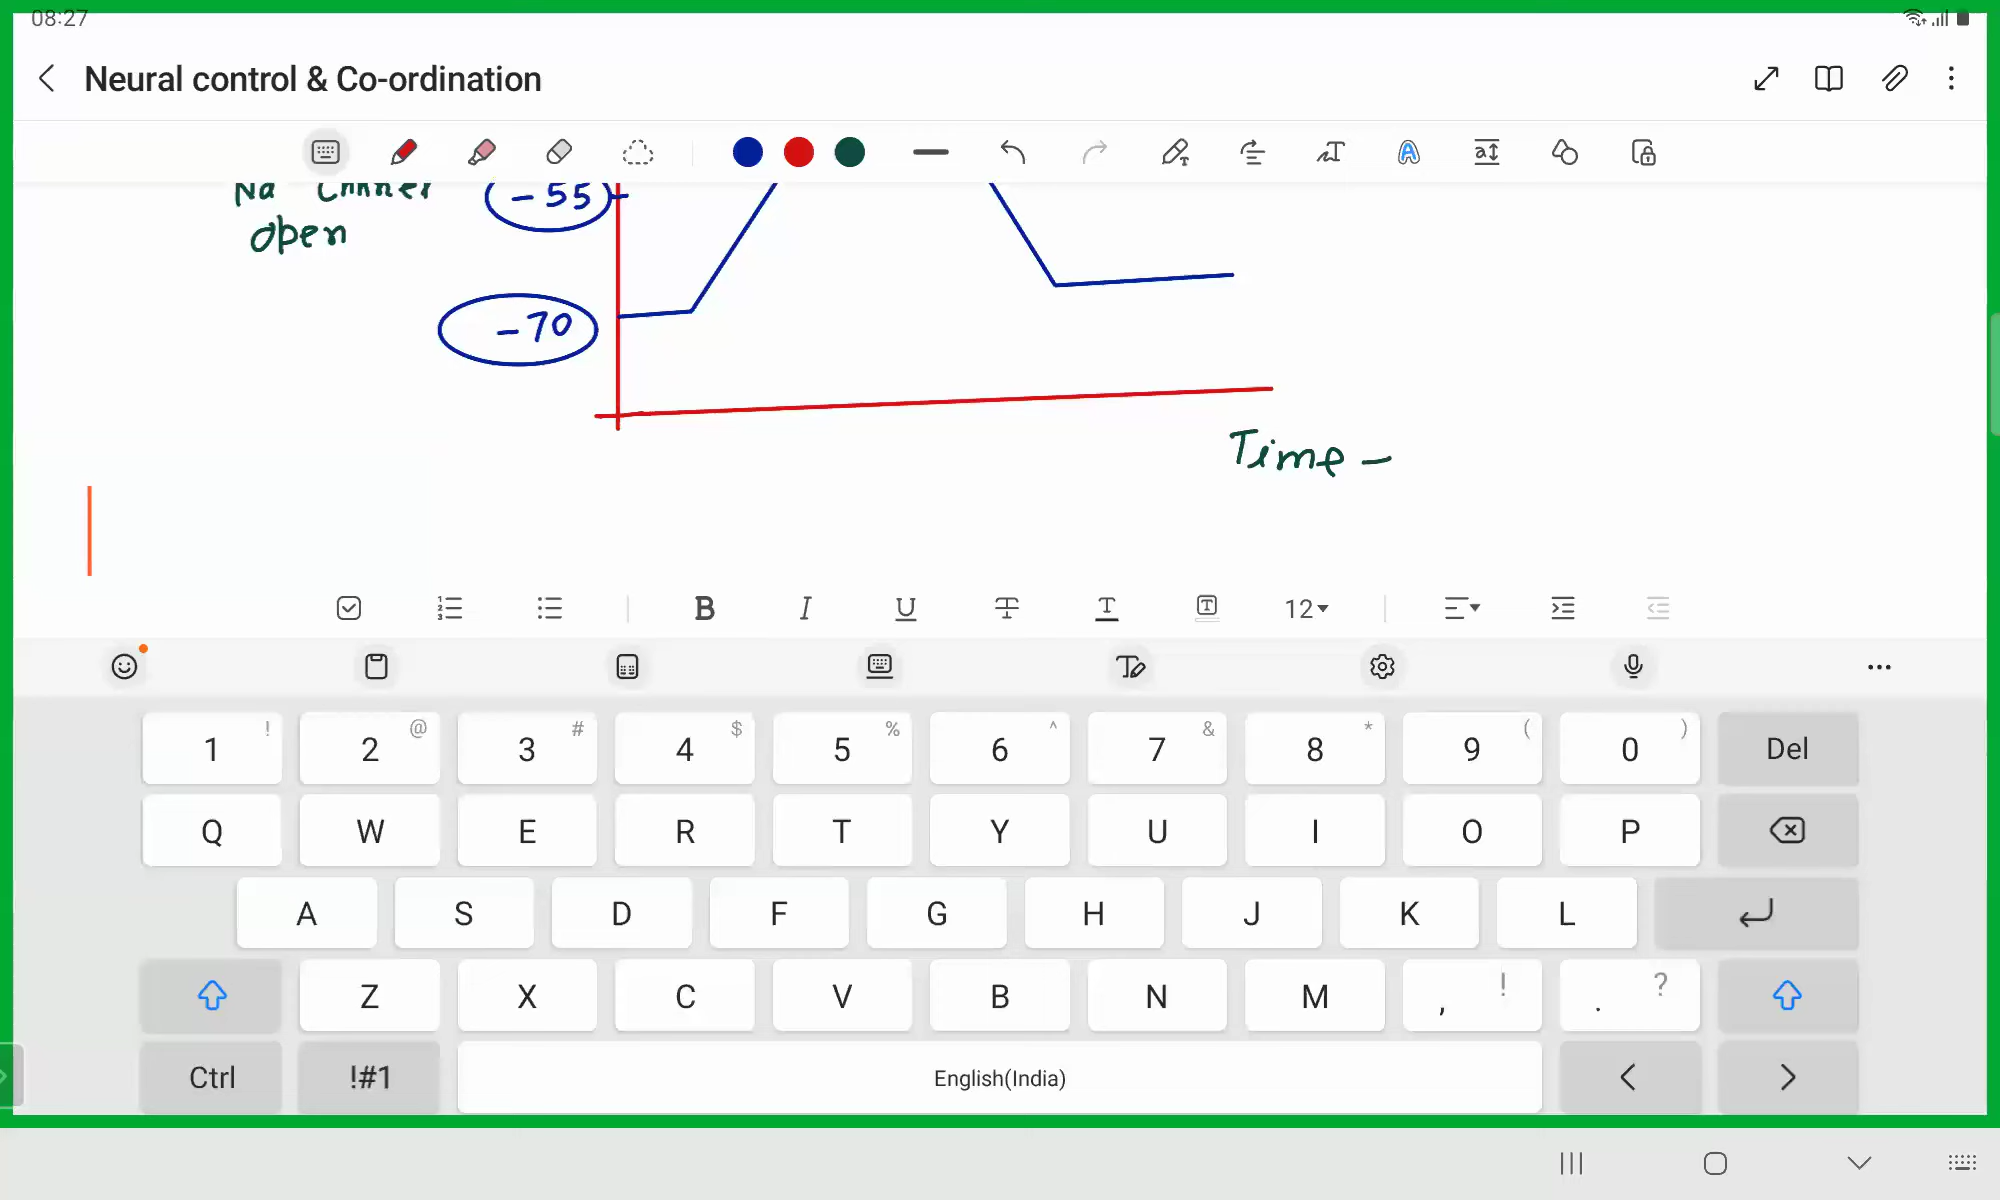 08:27
Neural control & Co-ordination
open
-55
-70
Time -
12
1 ! 2 @ 3 # 4 $ 5 % 6 ^ 7 & 8 * 9 ( 0 ) Del
Q W E R T Y U I O P
A S D F G H J K L
Z X C V B N M , ! . ?
Ctrl !#1 English(India) < >